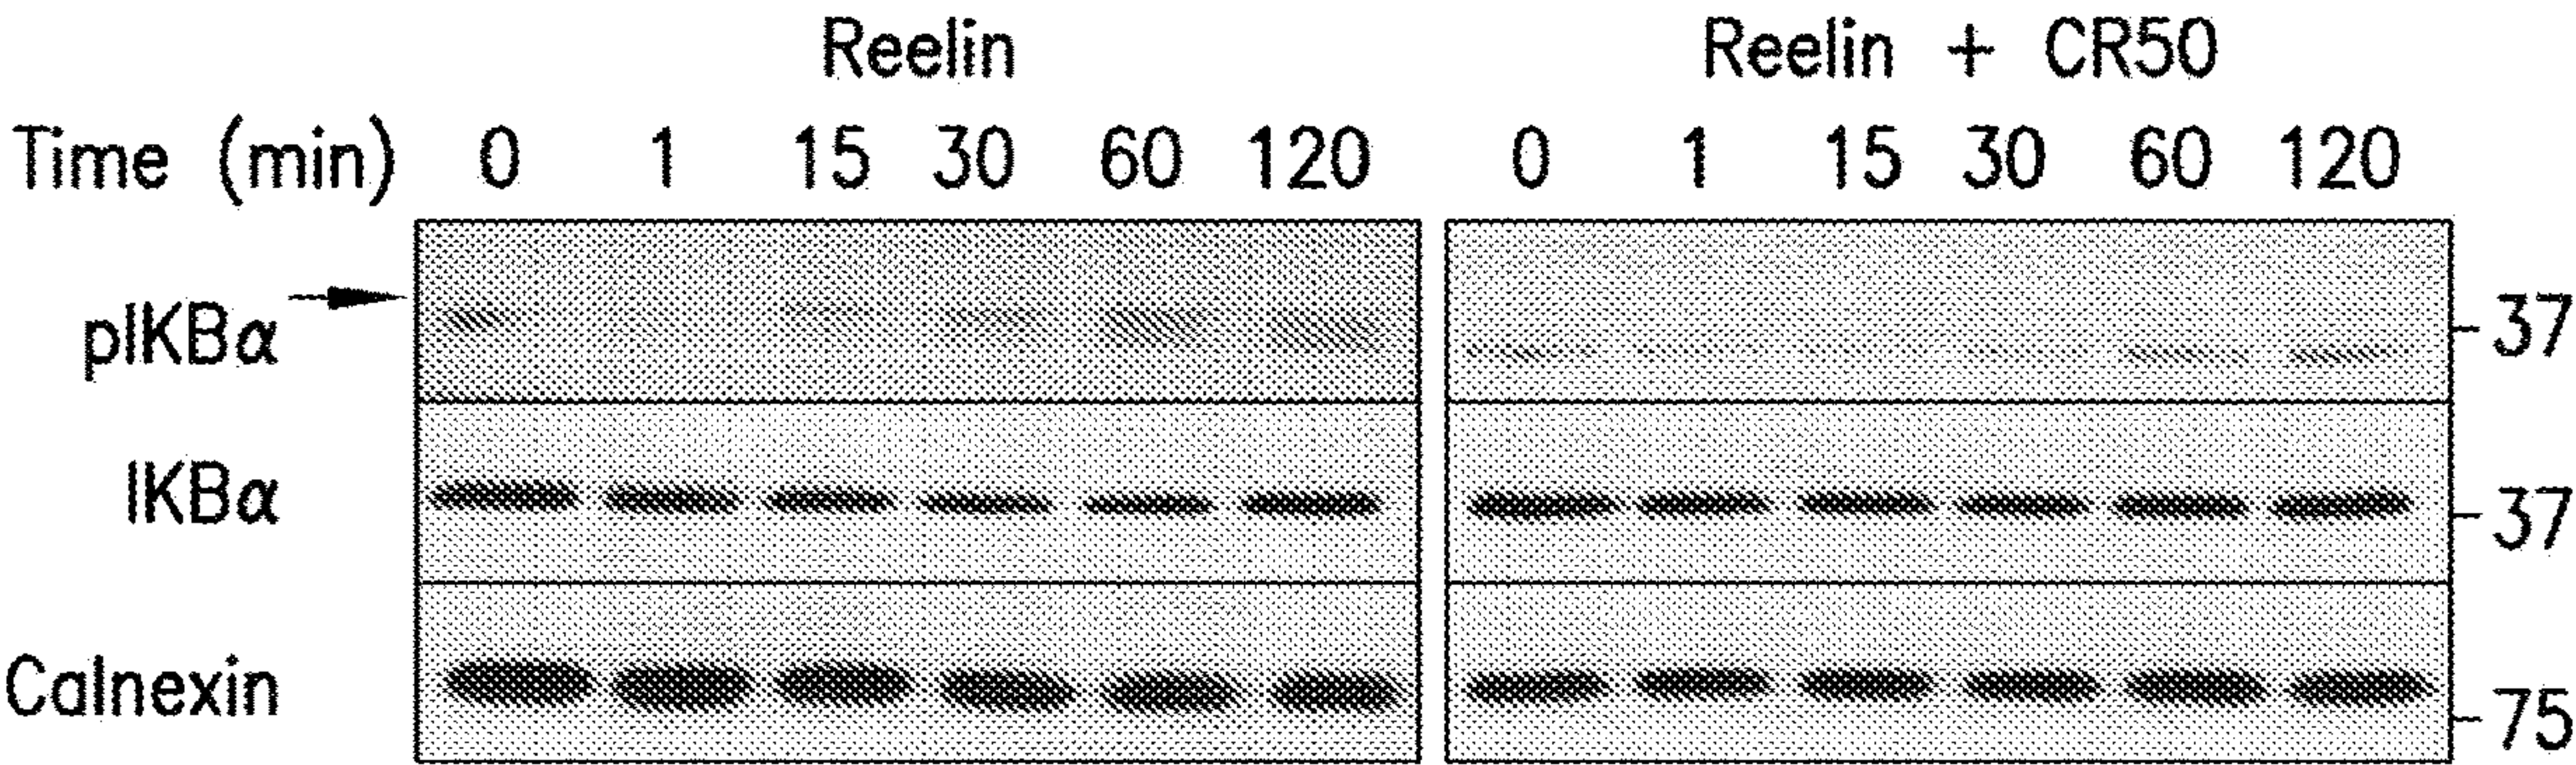 Reelin Reelin + CR50
Time (min) 0 1 15 30 60 120 0 1 15 30 60 120
pIKBα 37
IKBα 37
Calnexin 75